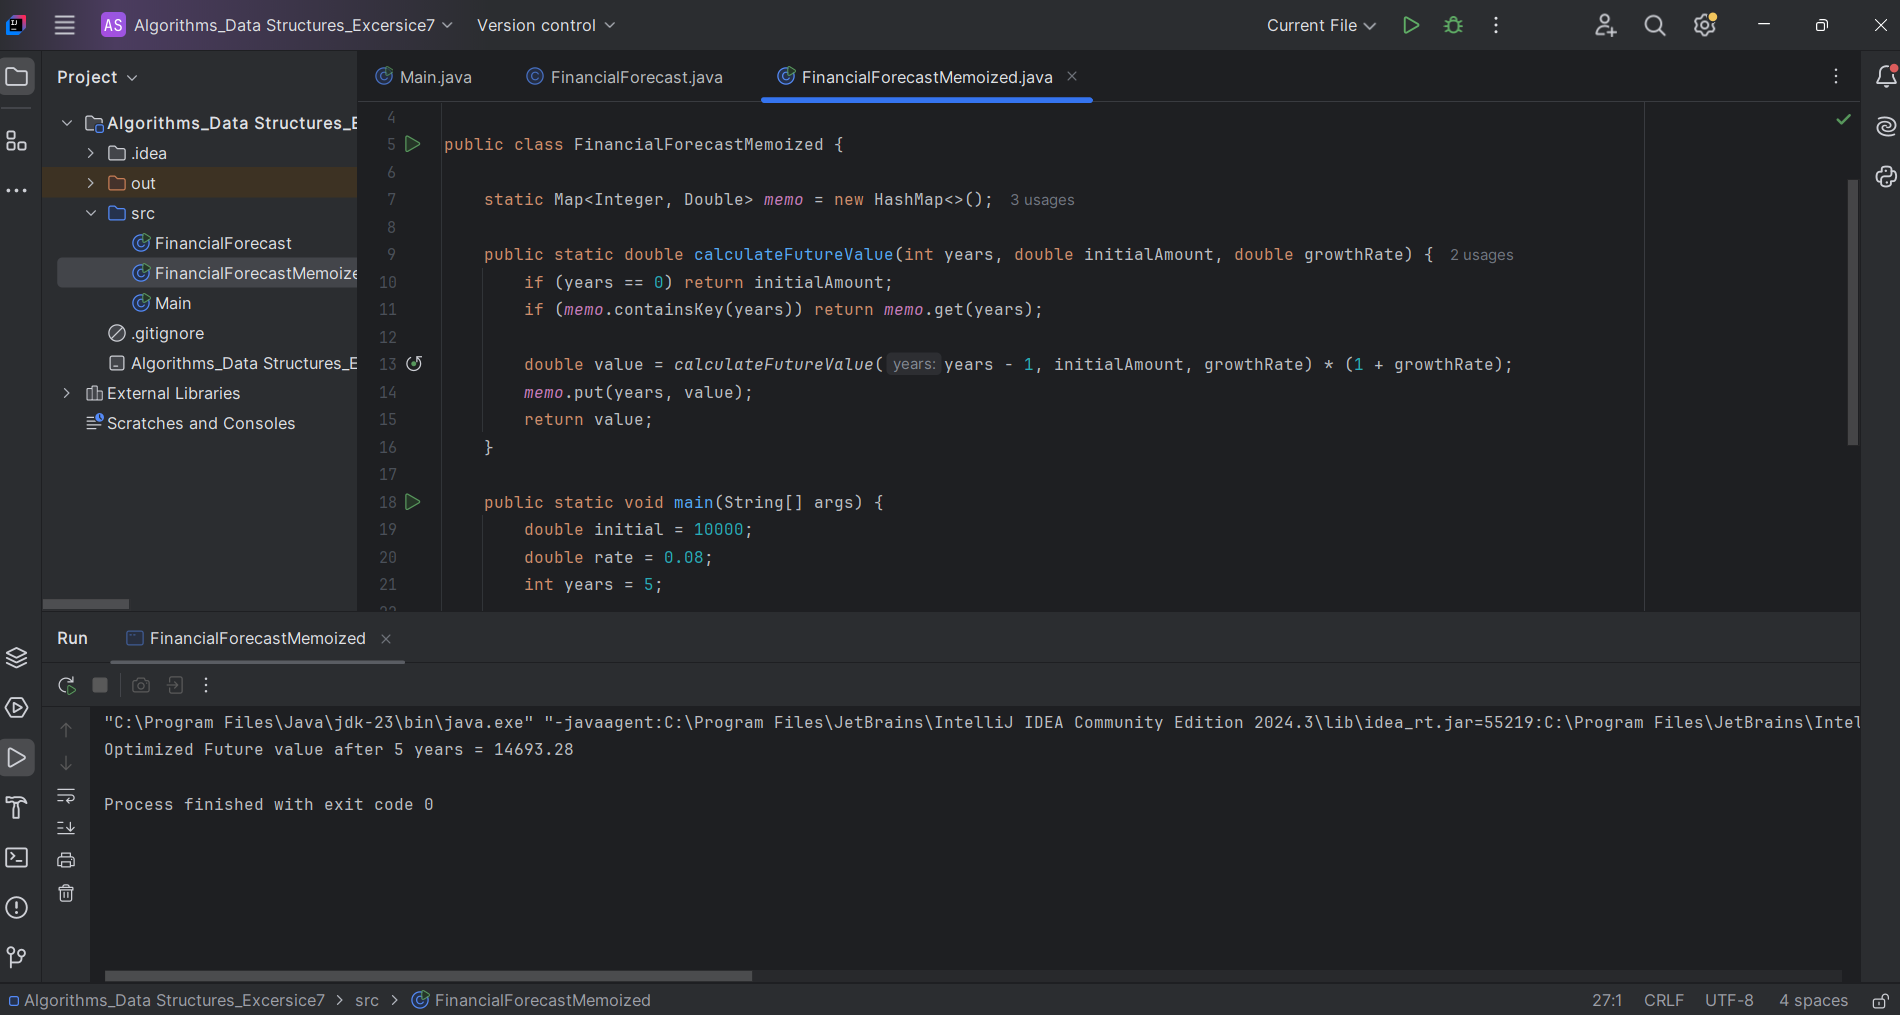 AS Algorithms_Data Structures_Excersice7 Version control Current File
Project
Main.java FinancialForecast.java FinancialForecastMemoized.java
Algorithms_Data Structures_E
.idea
out
src
FinancialForecast
FinancialForecastMemoize
Main
.gitignore
Algorithms_Data Structures_E
External Libraries
Scratches and Consoles
4
5 public class FinancialForecastMemoized {
6
7 static Map<Integer, Double> memo = new HashMap<>(); 3 usages
8
9 public static double calculateFutureValue(int years, double initialAmount, double growthRate) { 2 usages
10 if (years == 0) return initialAmount;
11 if (memo.containsKey(years)) return memo.get(years);
12
13 double value = calculateFutureValue( years: years - 1, initialAmount, growthRate) * (1 + growthRate);
14 memo.put(years, value);
15 return value;
16 }
17
18 public static void main(String[] args) {
19 double initial = 10000;
20 double rate = 0.08;
21 int years = 5;
22
Run FinancialForecastMemoized
"C:\Program Files\Java\jdk-23\bin\java.exe" "-javaagent:C:\Program Files\JetBrains\IntelliJ IDEA Community Edition 2024.3\lib\idea_rt.jar=55219:C:\Program Files\JetBrains\Intel
Optimized Future value after 5 years = 14693.28
Process finished with exit code 0
Algorithms_Data Structures_Excersice7 > src > FinancialForecastMemoized 27:1 CRLF UTF-8 4 spaces